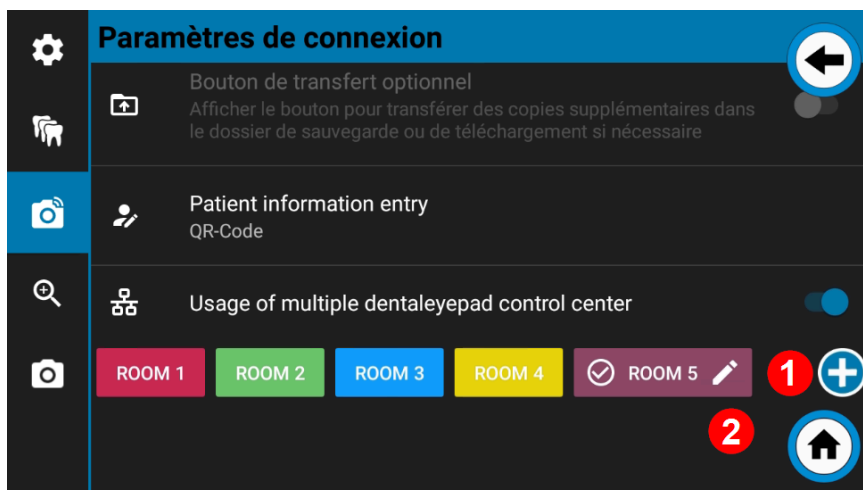 Paramètres de connexion
Bouton de transfert optionnel
Afficher le bouton pour transférer des copies supplémentaires dans
le dossier de sauvegarde ou de téléchargement si nécessaire
Patient information entry
QR-Code
Usage of multiple dentaleyepad control center
ROOM 1 ROOM 2 ROOM 3 ROOM 4 ROOM 5 1
2